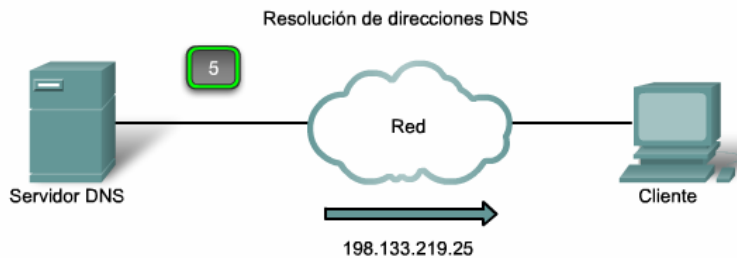 Resolución de direcciones DNS
5
Red
Servidor DNS
Cliente
198.133.219.25